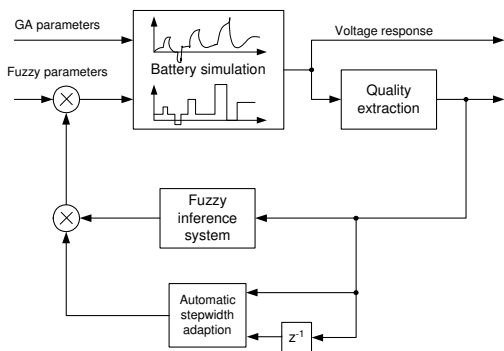 GA parameters
Fuzzy parameters
Battery simulation
Voltage response
Quality
extraction
Fuzzy
inference
system
Automatic
stepwidth
adaption
z⁻¹